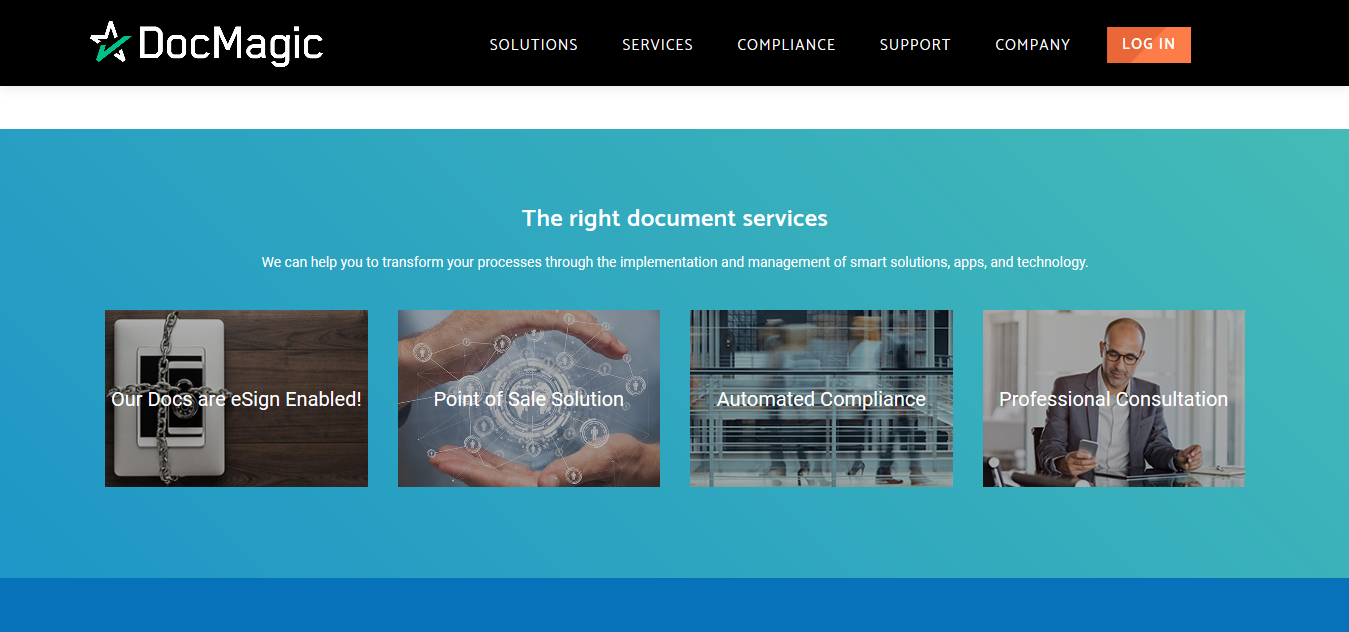 DocMagic
SOLUTIONS
SERVICES
COMPLIANCE
SUPPORT
COMPANY
LOG IN
The right document services
We can help you to transform your processes through the implementation and management of smart solutions, apps, and technology.
Our Docs are eSign Enabled!
Point of Sale Solution
Automated Compliance
Professional Consultation